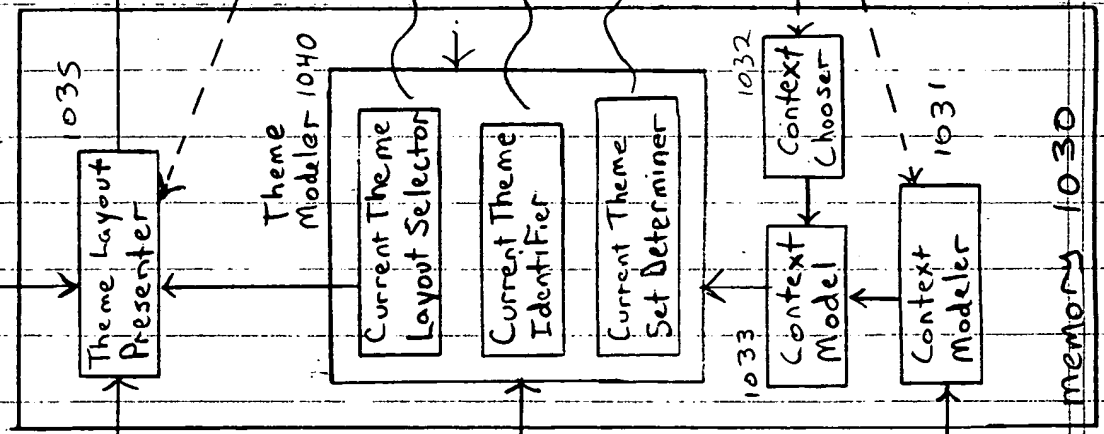 1035
Theme Layout
Presenter
Theme
Modeler 1040
Current Theme
Layout Selector
Current Theme
Identifier
Current Theme
Set Determiner
1033
Context
Model
1032
Context
Chooser
Context
Modeler
1031
memory 1030